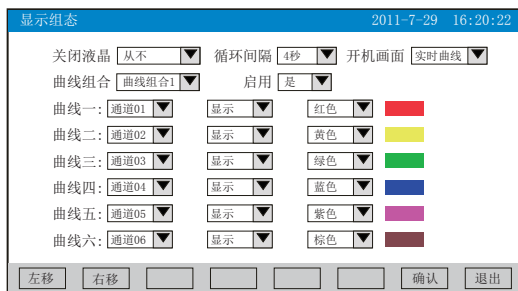 显示组态 2011-7-29 16:20:22
关闭液晶 从不 循环间隔 4秒 开机画面 实时曲线
曲线组合 曲线组合1 启用 是
曲线一: 通道01 显示 红色
曲线二: 通道02 显示 黄色
曲线三: 通道03 显示 绿色
曲线四: 通道04 显示 蓝色
曲线五: 通道05 显示 紫色
曲线六: 通道06 显示 棕色
左移 右移 确认 退出